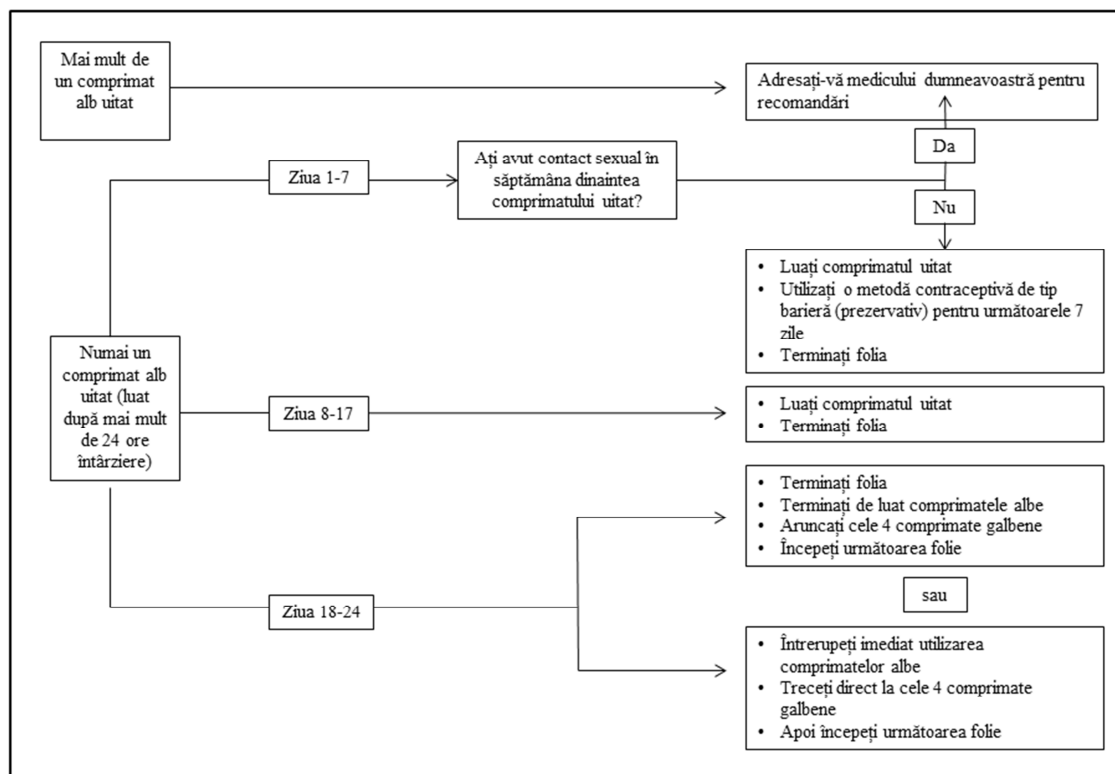 Mai mult de
un comprimat
alb uitat
Adresați-vă medicului dumneavoastră pentru
recomandări
Da
Ziua 1-7
Ați avut contact sexual în
săptămâna dinaintea
comprimatului uitat?
Nu
• Luați comprimatul uitat
• Utilizați o metodă contraceptivă de tip
barieră (prezervativ) pentru următoarele 7
zile
• Terminați folia
Numai un
comprimat alb
uitat (luat
după mai mult
de 24 ore
întârziere)
Ziua 8-17
• Luați comprimatul uitat
• Terminați folia
• Terminați folia
• Terminați de luat comprimatele albe
• Aruncați cele 4 comprimate galbene
• Începeți următoarea folie
Ziua 18-24
sau
• Întrerupeți imediat utilizarea
comprimatelor albe
• Treceți direct la cele 4 comprimate
galbene
• Apoi începeți următoarea folie